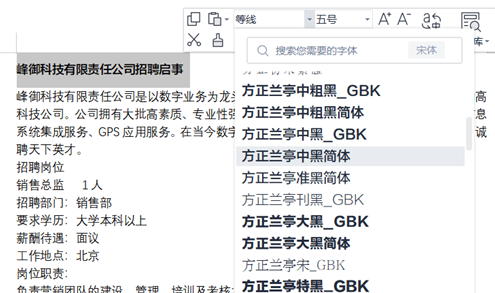 等线 五号 A+ A-
搜索您需要的字体 宋体
库
方正兰亭中粗黑_GBK
方正兰亭中粗黑简体
方正兰亭中黑_GBK
方正兰亭中黑简体
方正兰亭准黑简体
方正兰亭刊黑_GBK
方正兰亭大黑_GBK
方正兰亭大黑简体
方正兰亭宋_GBK
方正兰亭特黑_GBK
峰御科技有限责任公司招聘启事
峰御科技有限责任公司是以数字业务为龙 高
科技公司。公司拥有大批高素质、专业性强 息
系统集成服务、GPS应用服务。在当今数字 诚
聘天下英才。
招聘岗位
销售总监 1人
招聘部门：销售部
要求学历：大学本科以上
薪酬待遇：面议
工作地点：北京
岗位职责：
负责营销团队的建设、管理、培训及考核